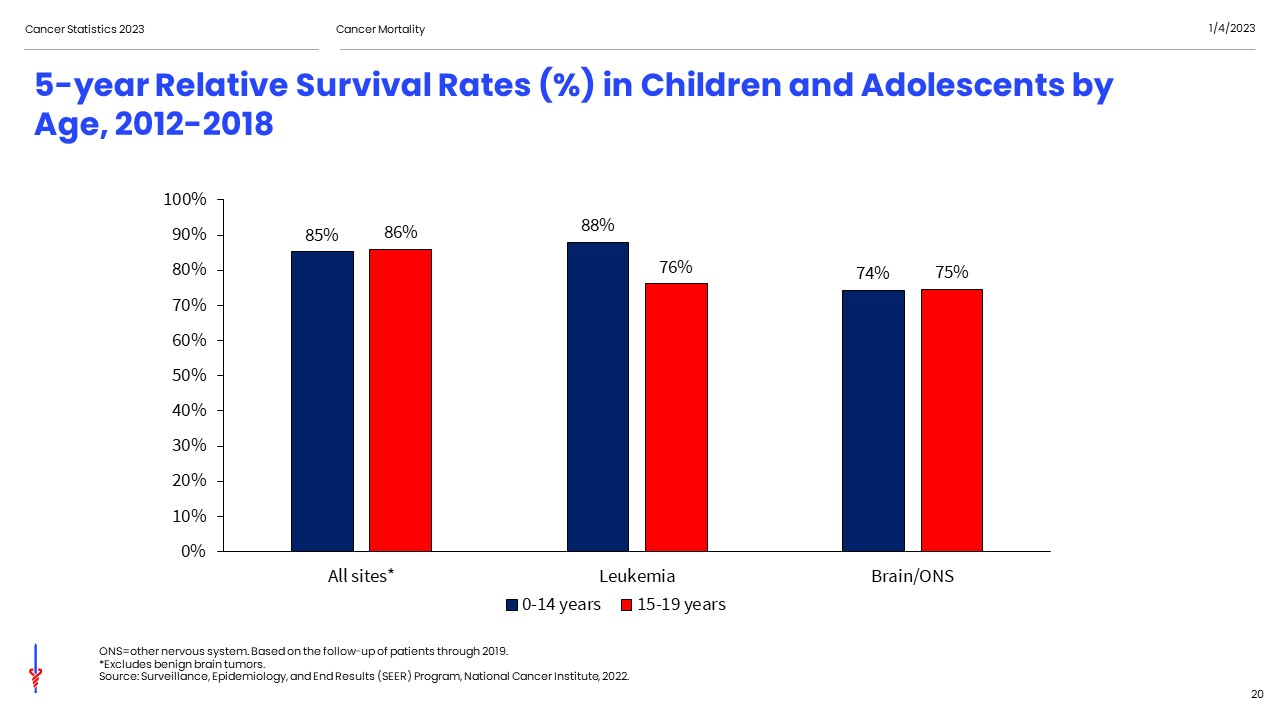 Cancer Statistics 2023
Cancer Mortality
1/4/2023
5-year Relative Survival Rates (%) in Children and Adolescents by
Age, 2012-2018
100%
90%
80%
70%
60%
50%
40%
30%
20%
10%
0%
85%
86%
88%
76%
74%
75%
All sites*
Leukemia
Brain/ONS
0-14 years
15-19 years
ONS=other nervous system. Based on the follow-up of patients through 2019.
*Excludes benign brain tumors.
Source: Surveillance, Epidemiology, and End Results (SEER) Program, National Cancer Institute, 2022.
20